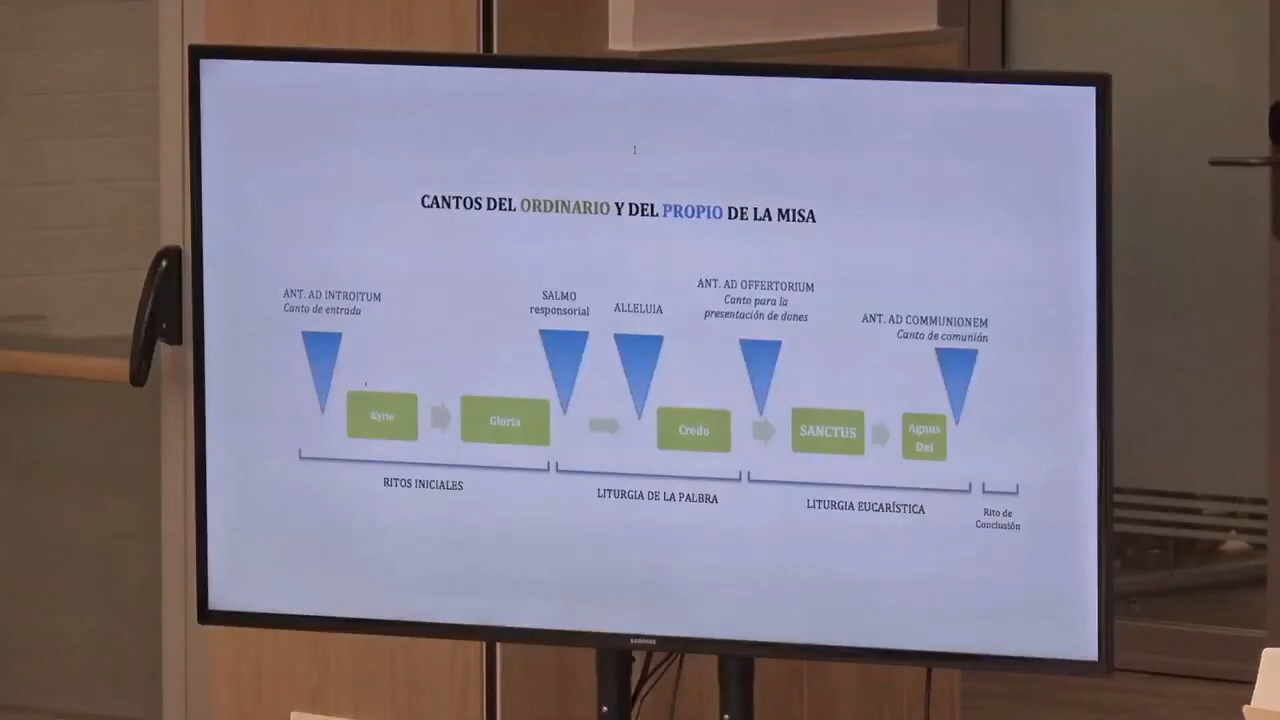 CANTOS DEL ORDINARIO Y DEL PROPIO DE LA MISA
ANT. AD INTROITUM
Canto de entrada
SALMO
responsorial
ALLELUIA
ANT. AD OFFERTORIUM
Canto para la
presentación de dones
ANT. AD COMMUNIONEM
Canto de comunión
Kyrie
Gloria
Credo
SANCTUS
Agnus
Dei
RITOS INICIALES
LITURGIA DE LA PALBRA
LITURGIA EUCARÍSTICA
Rito de
Conclusión
SAMSUNG